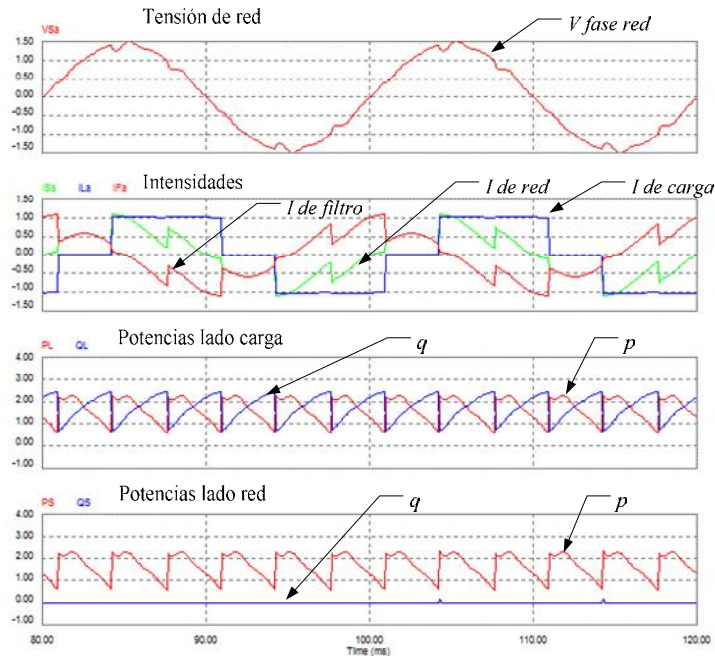 Tensión de red
VSa
V fase red
1.50
1.00
0.50
0.00
-0.50
-1.00
-1.50
ISa ILa IFa
Intensidades
I de filtro
I de red
I de carga
1.50
1.00
0.50
0.00
-0.50
-1.00
-1.50
PL QL
Potencias lado carga
q
p
4.00
3.00
2.00
1.00
0.00
-1.00
PS QS
Potencias lado red
q
p
4.00
3.00
2.00
1.00
0.00
-1.00
80.00 90.00 100.00 110.00 120.00
Time (ms)